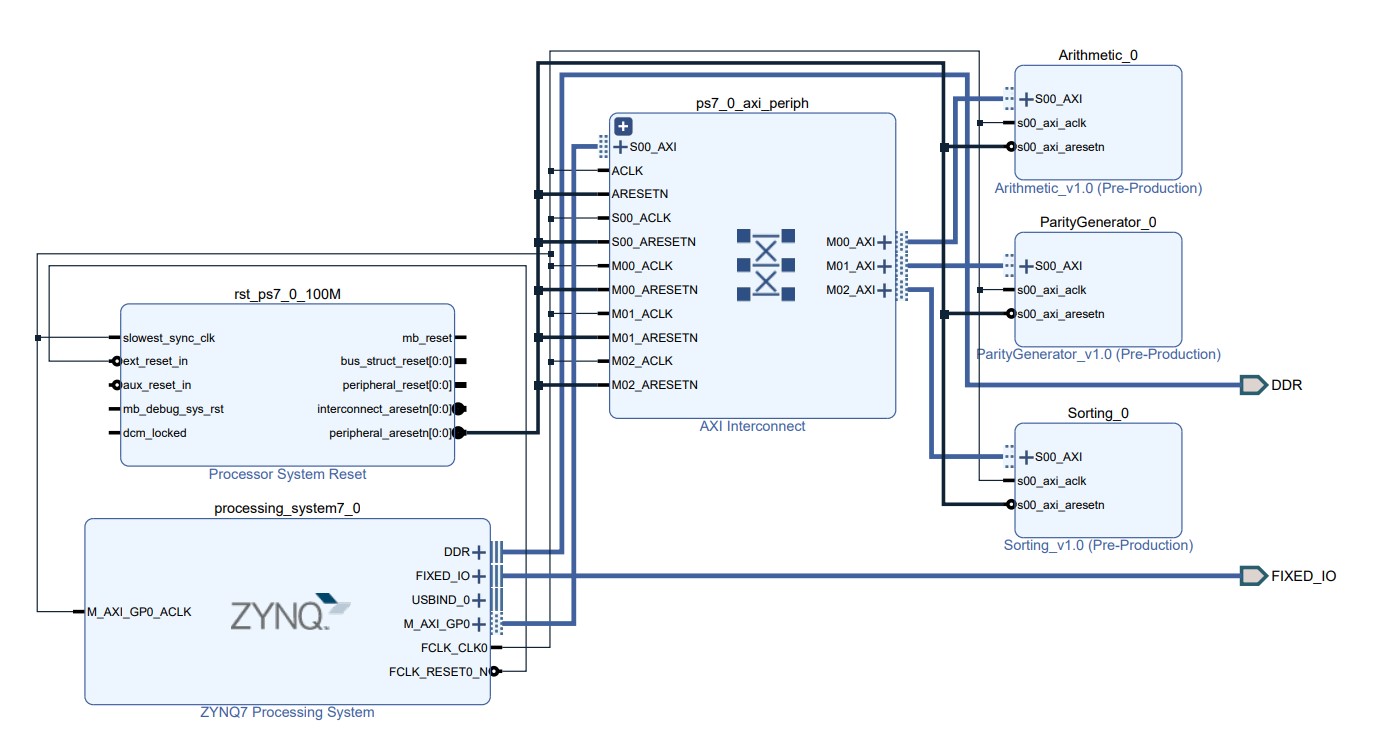 Arithmetic_0
S00_AXI
s00_axi_aclk
s00_axi_aresetn
Arithmetic_v1.0 (Pre-Production)
ps7_0_axi_periph
S00_AXI
ACLK
ARESETN
S00_ACLK
S00_ARESETN
M00_ACLK
M00_ARESETN
M01_ACLK
M01_ARESETN
M02_ACLK
M02_ARESETN
M00_AXI
M01_AXI
M02_AXI
AXI Interconnect
ParityGenerator_0
S00_AXI
s00_axi_aclk
s00_axi_aresetn
ParityGenerator_v1.0 (Pre-Production)
DDR
rst_ps7_0_100M
slowest_sync_clk
ext_reset_in
aux_reset_in
mb_debug_sys_rst
dcm_locked
mb_reset
bus_struct_reset[0:0]
peripheral_reset[0:0]
interconnect_aresetn[0:0]
peripheral_aresetn[0:0]
Processor System Reset
Sorting_0
S00_AXI
s00_axi_aclk
s00_axi_aresetn
Sorting_v1.0 (Pre-Production)
processing_system7_0
M_AXI_GP0_ACLK
ZYNQ
DDR
FIXED_IO
USBIND_0
M_AXI_GP0
FCLK_CLK0
FCLK_RESET0_N
ZYNQ7 Processing System
FIXED_IO